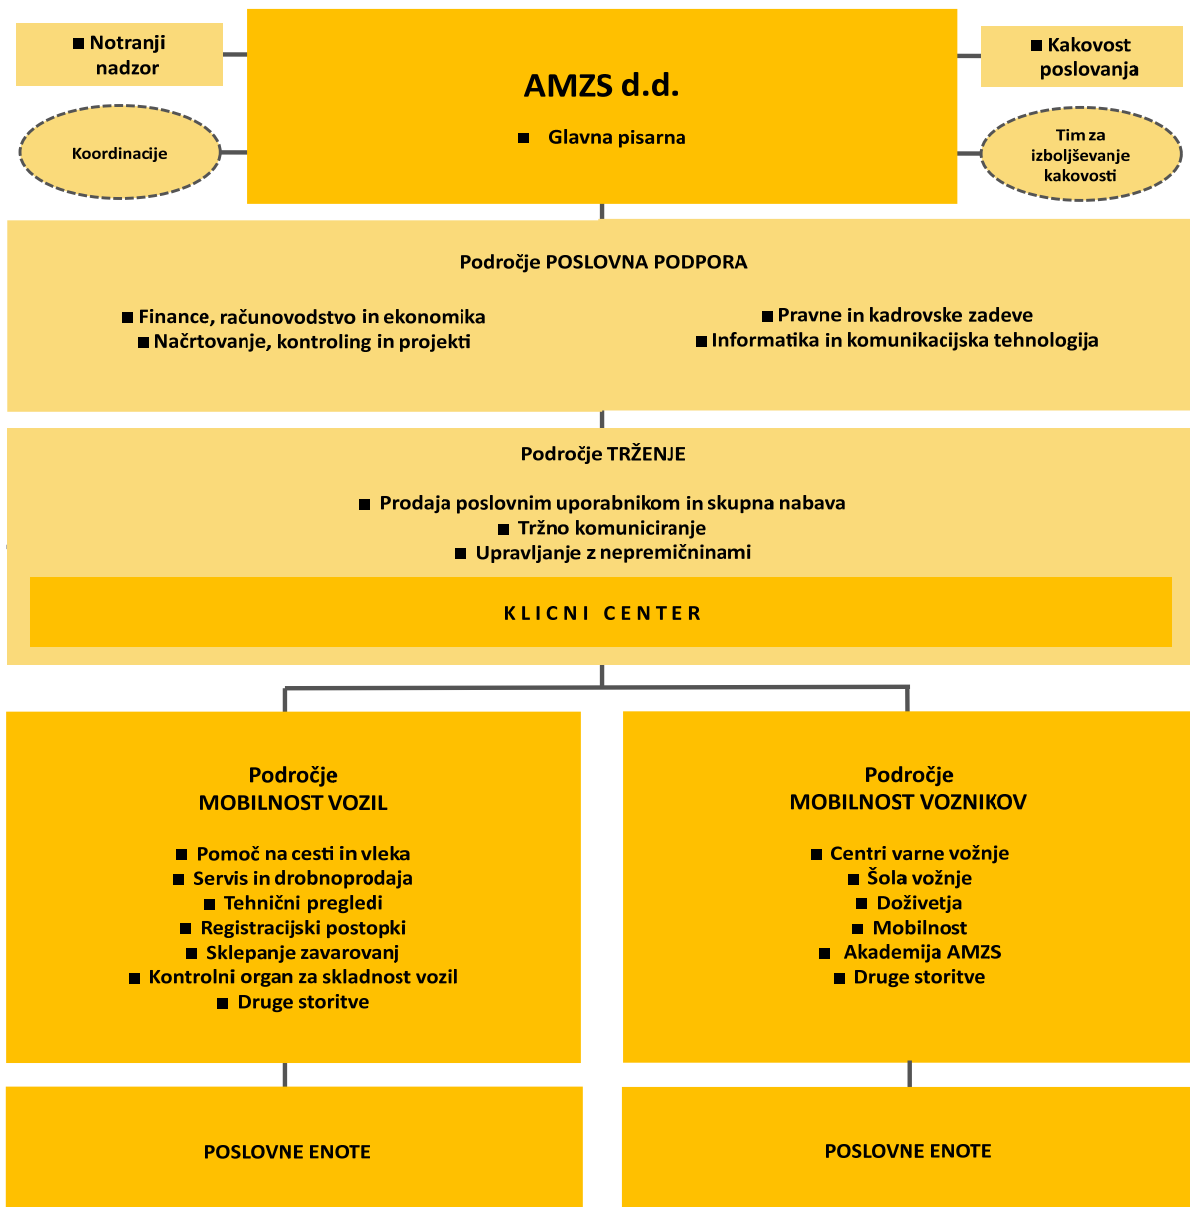 ■ Notranji
nadzor
Koordinacije
AMZS d.d.
■ Glavna pisarna
■ Kakovost
poslovanja
Tim za
izboljševanje
kakovosti
Področje POSLOVNA PODPORA
■ Finance, računovodstvo in ekonomika
■ Načrtovanje, kontroling in projekti
■ Pravne in kadrovske zadeve
■ Informatika in komunikacijska tehnologija
Področje TRŽENJE
■ Prodaja poslovnim uporabnikom in skupna nabava
■ Tržno komuniciranje
■ Upravljanje z nepremičninami
KLICNI CENTER
Področje
MOBILNOST VOZIL
■ Pomoč na cesti in vleka
■ Servis in drobnoprodaja
■ Tehnični pregledi
■ Registracijski postopki
■ Sklepanje zavarovanj
■ Kontrolni organ za skladnost vozil
■ Druge storitve
Področje
MOBILNOST VOZNIKOV
■ Centri varne vožnje
■ Šola vožnje
■ Doživetja
■ Mobilnost
■ Akademija AMZS
■ Druge storitve
POSLOVNE ENOTE
POSLOVNE ENOTE